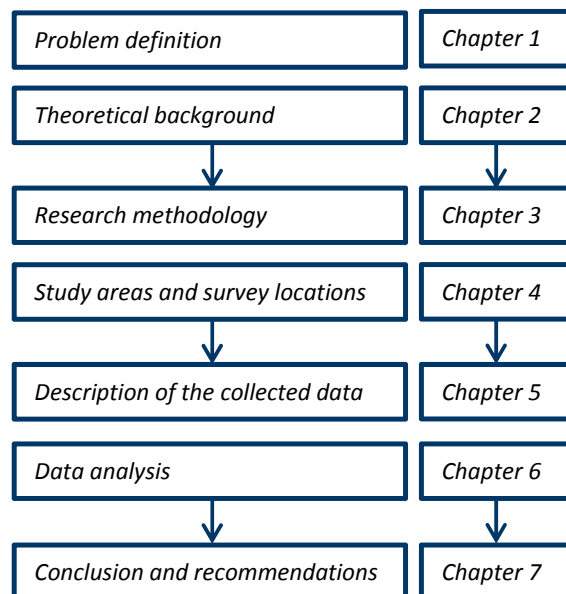 Problem definition
Chapter 1
Theoretical background
Chapter 2
Research methodology
Chapter 3
Study areas and survey locations
Chapter 4
Description of the collected data
Chapter 5
Data analysis
Chapter 6
Conclusion and recommendations
Chapter 7